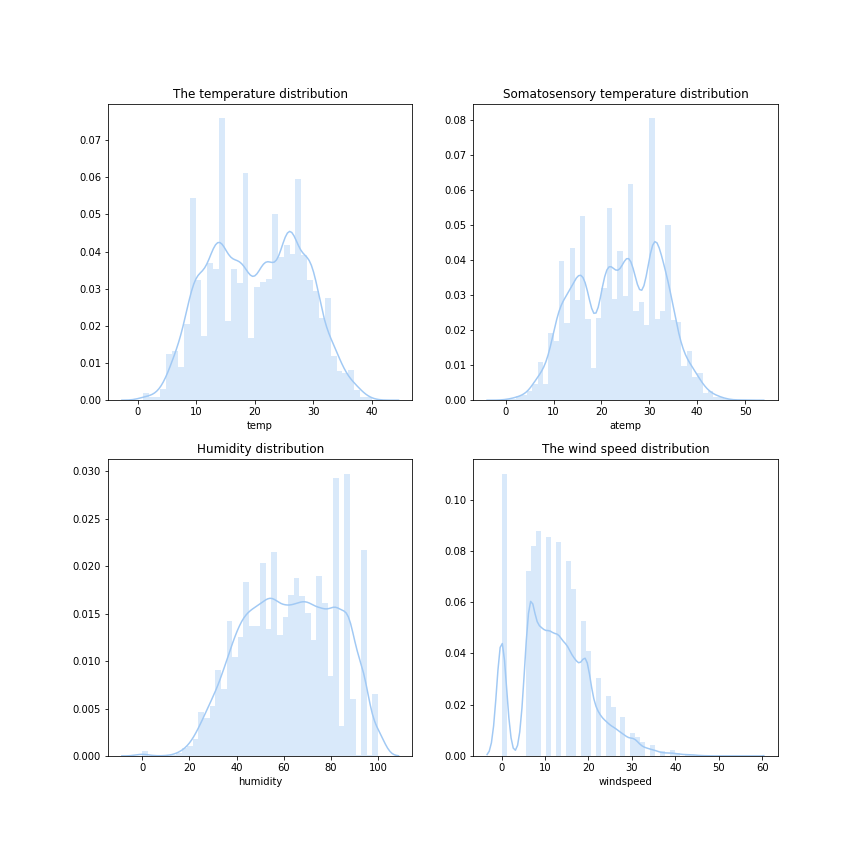 The temperature distribution
0.07
0.06
0.05
0.04
0.03
0.02
0.01
0.00
0 10 20 30 40
temp
Somatosensory temperature distribution
0.08
0.07
0.06
0.05
0.04
0.03
0.02
0.01
0.00
0 10 20 30 40 50
atemp
Humidity distribution
0.030
0.025
0.020
0.015
0.010
0.005
0.000
0 20 40 60 80 100
humidity
The wind speed distribution
0.10
0.08
0.06
0.04
0.02
0.00
0 10 20 30 40 50 60
windspeed